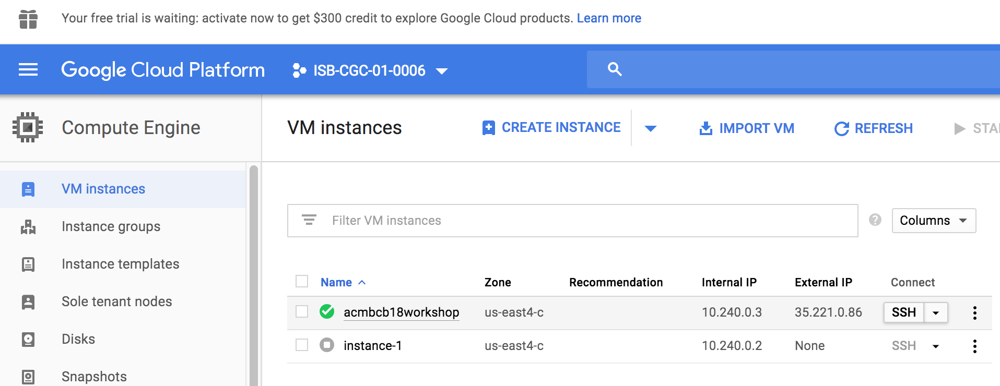 Your free trial is waiting: activate now to get $300 credit to explore Google Cloud products. Learn more
Google Cloud Platform ISB-CGC-01-0006
Compute Engine
VM instances CREATE INSTANCE IMPORT VM REFRESH STA
VM instances
Instance groups
Instance templates
Sole tenant nodes
Disks
Snapshots
Filter VM instances ? Columns
Name Zone Recommendation Internal IP External IP Connect
acmbcb18workshop us-east4-c 10.240.0.3 35.221.0.86 SSH
instance-1 us-east4-c 10.240.0.2 None SSH